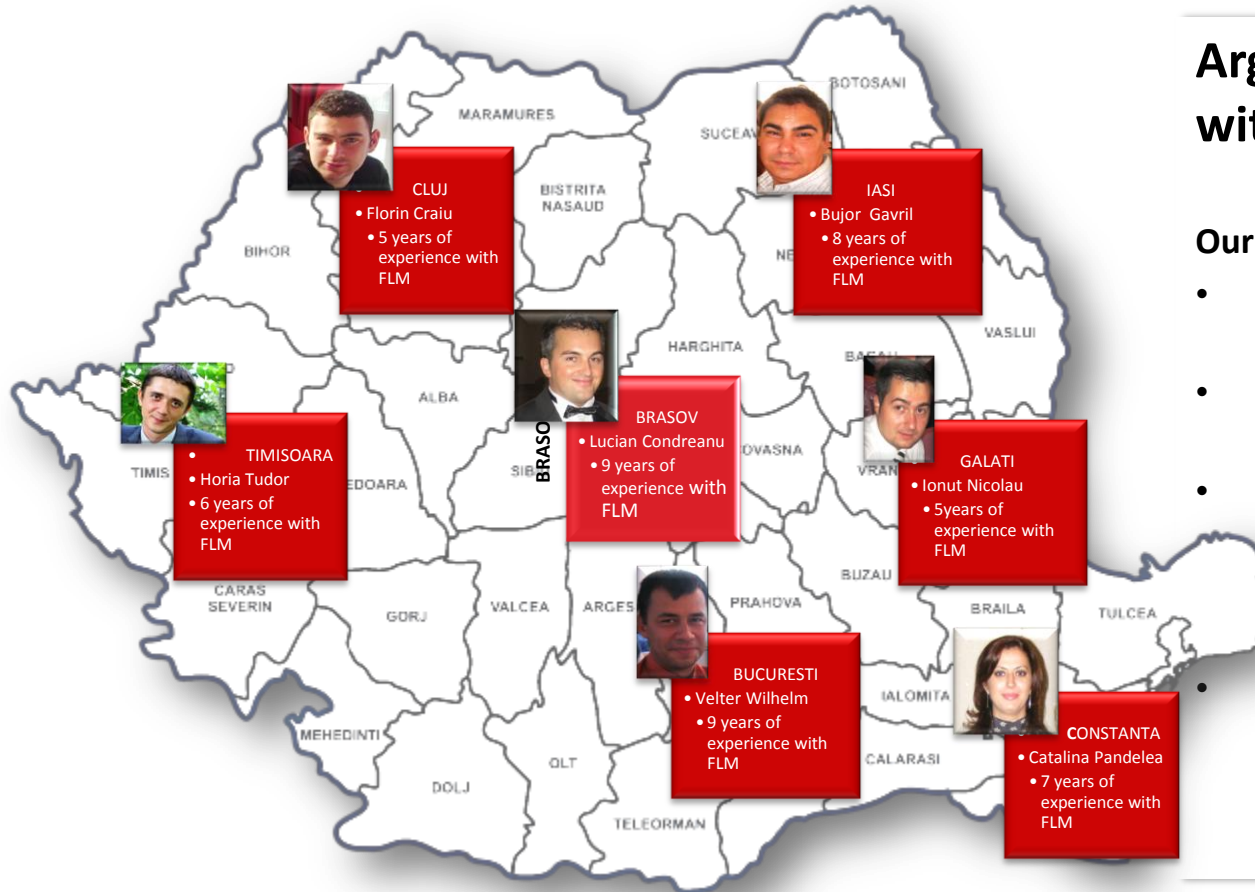 Our
BOTOSANI
MARAMURES
SUCEAV
CLUJ
• Florin Craiu
• 5 years of
experience with
FLM
BISTRITA
NASAUD
IASI
• Bujor Gavril
• 8 years of
experience with
FLM
BIHOR
NE
VASLUI
HARGHITA
ALBA
BRASOV
• Lucian Condreanu
• 9 years of
experience with
FLM
BRASO
SIB
OVASNA
TIMIS
• TIMISOARA
• Horia Tudor
• 6 years of
experience with
FLM
EDOARA
VRAN
GALATI
• Ionut Nicolau
• 5years of
experience with
FLM
CARAS
SEVERIN
GORJ
VALCEA
ARGES
PRAHOVA
BUZAU
BRAILA
TULCEA
BUCURESTI
• Velter Wilhelm
• 9 years of
experience with
FLM
IALOMITA
CALARASI
CONSTANTA
• Catalina Pandelea
• 7 years of
experience with
FLM
MEHEDINTI
DOLJ
OLT
TELEORMAN